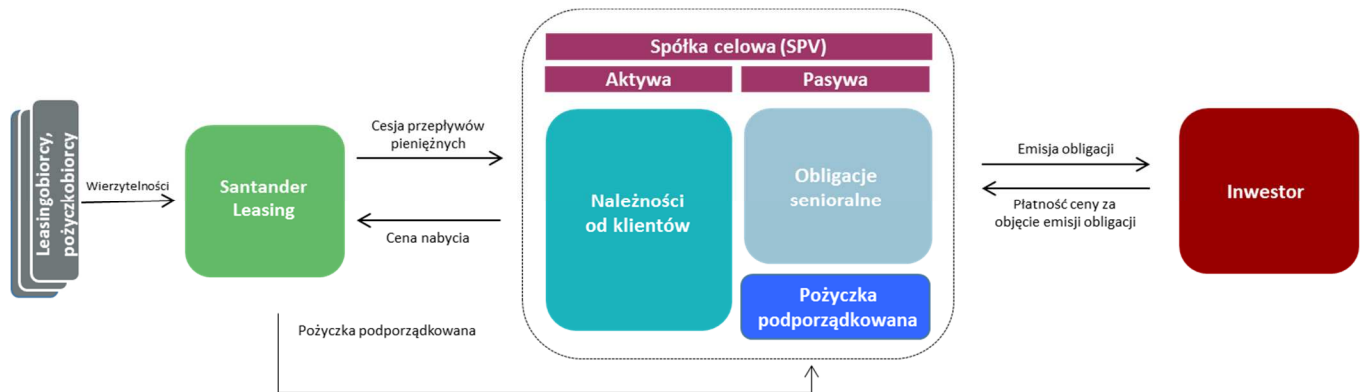 Spółka celowa (SPV)
Aktywa
Pasywa
Leasingobiorcy,
pożyczkobiorcy
Wierzytelności
Santander
Leasing
Cesja przepływów
pieniężnych
Cena nabycia
Należności
od klientów
Obligacje
senioralne
Pożyczka
podporządkowana
Emisja obligacji
Płatność ceny za
objęcie emisji obligacji
Inwestor
Pożyczka podporządkowana